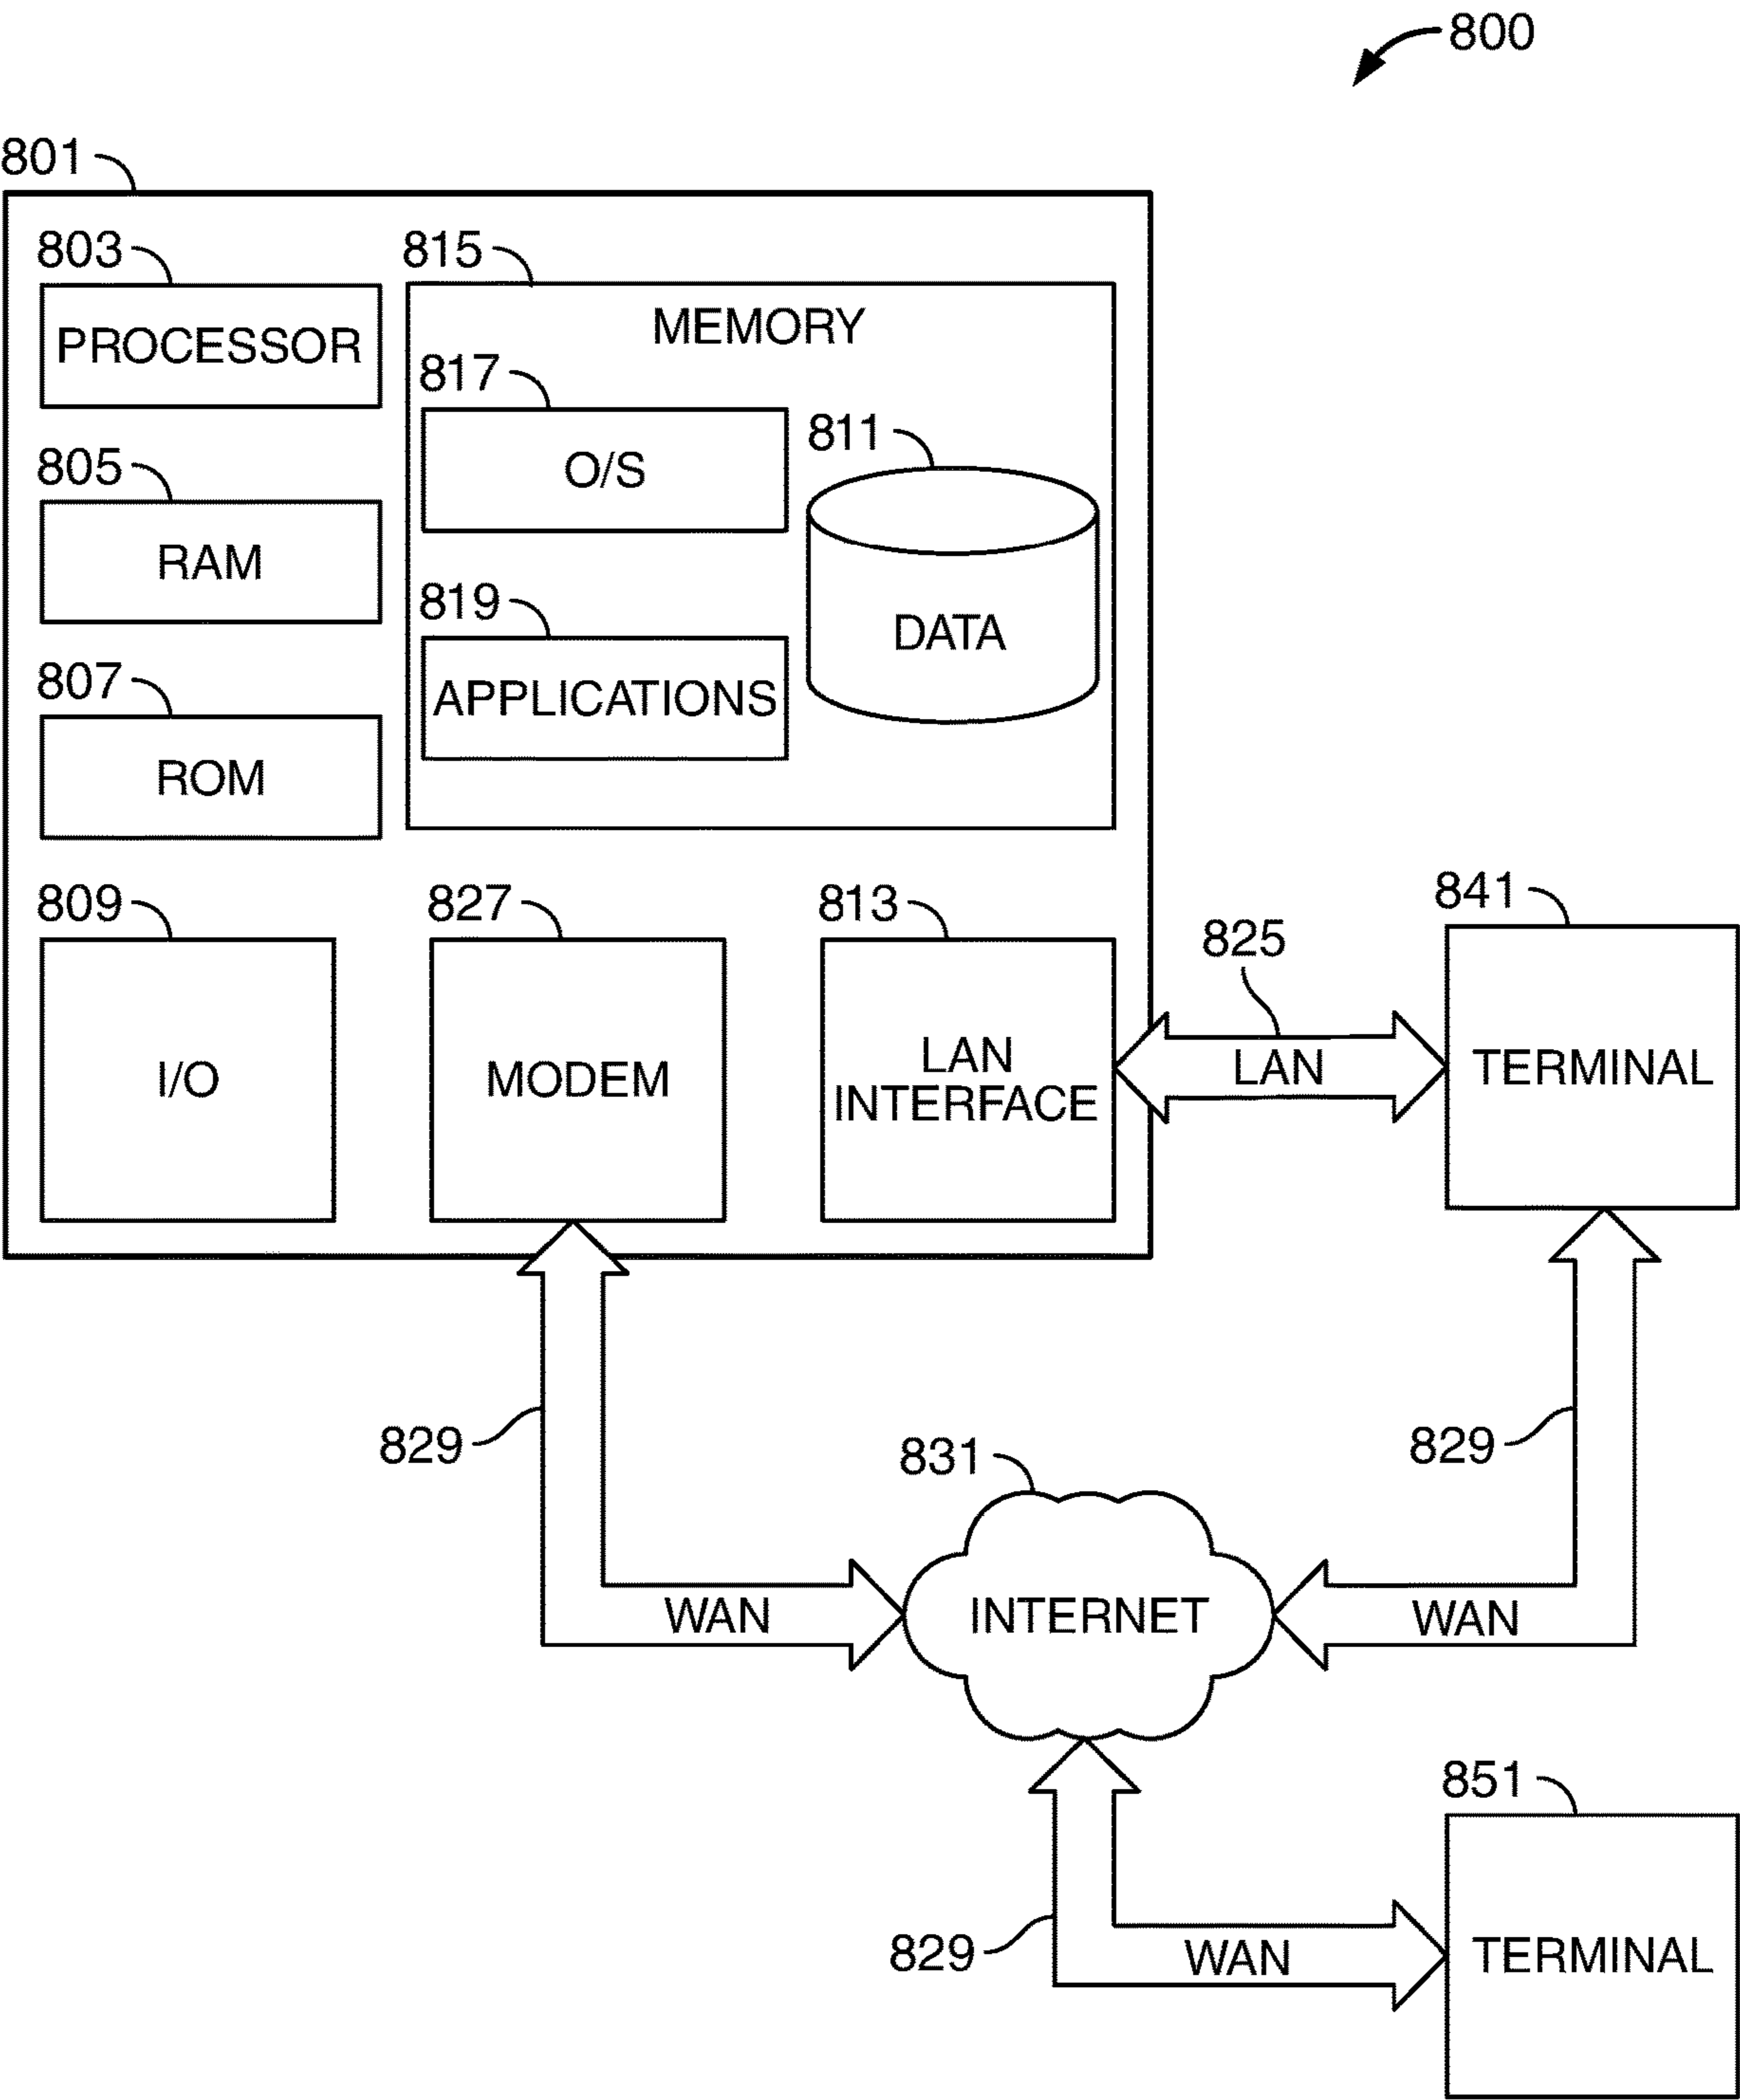 800
801
803
PROCESSOR
805
RAM
807
ROM
815
MEMORY
817
O/S
811
DATA
819
APPLICATIONS
809
I/O
827
MODEM
813
LAN
INTERFACE
825
LAN
841
TERMINAL
829
WAN
831
INTERNET
829
WAN
829
WAN
851
TERMINAL